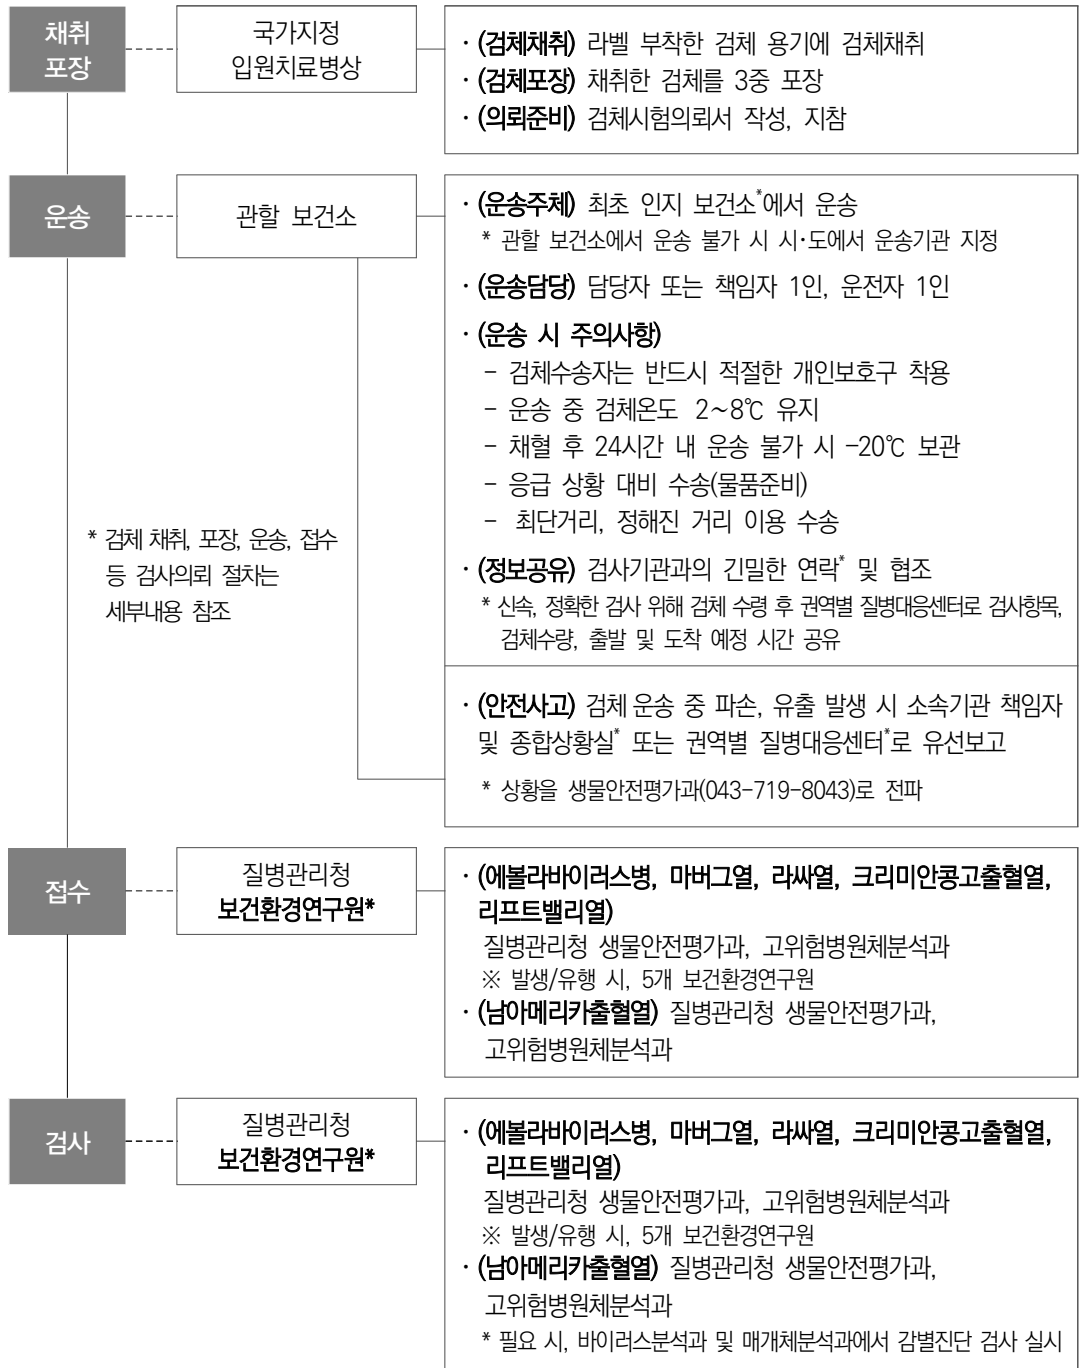 채취
포장
국가지정
입원치료병상
· (검체채취) 라벨 부착한 검체 용기에 검체채취
· (검체포장) 채취한 검체를 3중 포장
· (의뢰준비) 검체시험의뢰서 작성, 지참
운송
관할 보건소
· (운송주체) 최초 인지 보건소*에서 운송
* 관할 보건소에서 운송 불가 시 시·도에서 운송기관 지정
· (운송담당) 담당자 또는 책임자 1인, 운전자 1인
· (운송 시 주의사항)
- 검체수송자는 반드시 적절한 개인보호구 착용
- 운송 중 검체온도 2~8℃ 유지
- 채혈 후 24시간 내 운송 불가 시 -20℃ 보관
- 응급 상황 대비 수송(물품준비)
- 최단거리, 정해진 거리 이용 수송
· (정보공유) 검사기관과의 긴밀한 연락* 및 협조
* 신속, 정확한 검사 위해 검체 수령 후 권역별 질병대응센터로 검사항목,
검체수량, 출발 및 도착 예정 시간 공유
* 검체 채취, 포장, 운송, 접수
등 검사의뢰 절차는
세부내용 참조
· (안전사고) 검체 운송 중 파손, 유출 발생 시 소속기관 책임자
및 종합상황실* 또는 권역별 질병대응센터*로 유선보고
* 상황을 생물안전평가과(043-719-8043)로 전파
접수
질병관리청
보건환경연구원*
· (에볼라바이러스병, 마버그열, 라싸열, 크리미안콩고출혈열,
리프트밸리열)
질병관리청 생물안전평가과, 고위험병원체분석과
※ 발생/유행 시, 5개 보건환경연구원
· (남아메리카출혈열) 질병관리청 생물안전평가과,
고위험병원체분석과
검사
질병관리청
보건환경연구원*
· (에볼라바이러스병, 마버그열, 라싸열, 크리미안콩고출혈열,
리프트밸리열)
질병관리청 생물안전평가과, 고위험병원체분석과
※ 발생/유행 시, 5개 보건환경연구원
· (남아메리카출혈열) 질병관리청 생물안전평가과,
고위험병원체분석과
* 필요 시, 바이러스분석과 및 매개체분석과에서 감별진단 검사 실시